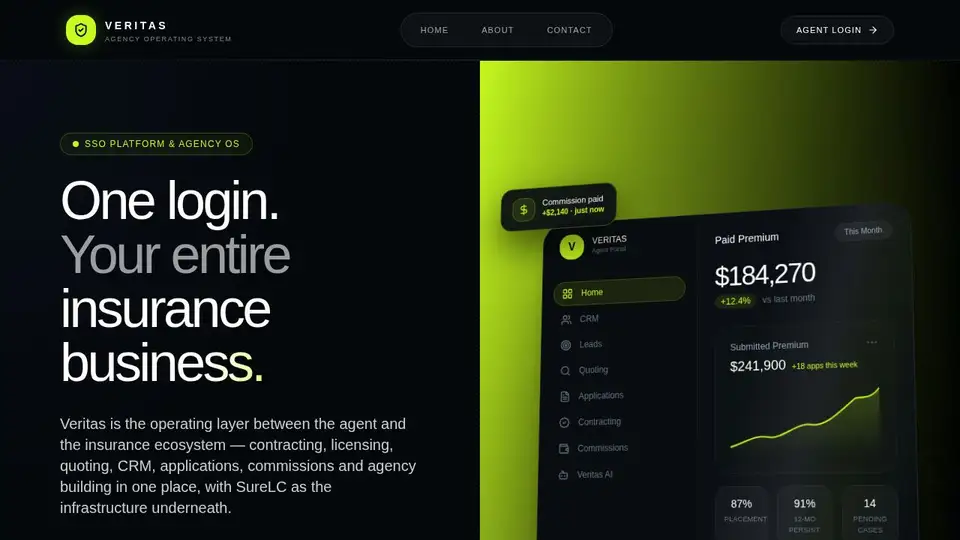 VERITAS
AGENCY OPERATING SYSTEM
HOME
ABOUT
CONTACT
AGENT LOGIN
SSO PLATFORM & AGENCY OS
One login.
Your entire
insurance
business.
Veritas is the operating layer between the agent and
the insurance ecosystem — contracting, licensing,
quoting, CRM, applications, commissions and agency
building in one place, with SureLC as the
infrastructure underneath.
Commission paid
+$2,140 · just now
V
VERITAS
Agent Portal
Home
CRM
Leads
Quoting
Applications
Contracting
Commissions
Veritas AI
Paid Premium
This Month
$184,270
+12.4%
vs last month
Submitted Premium
$241,900
+18 apps this week
87%
PLACEMENT
91%
12-MO
PERSIST
14
PENDING
CASES